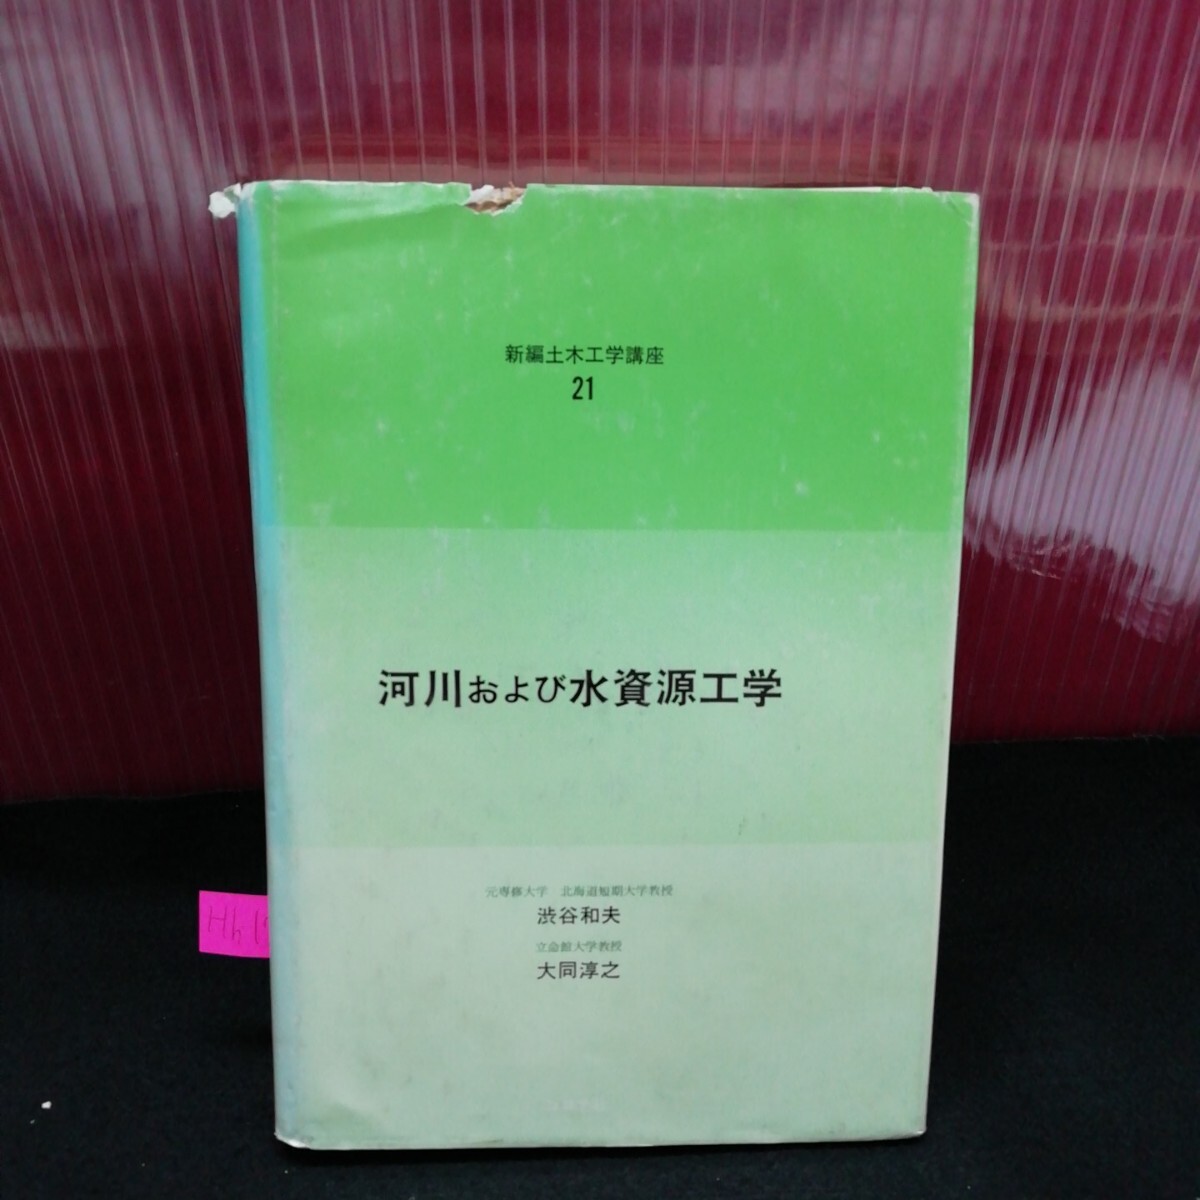 新編土木工学講座
21
河川および水資源工学
元専修大学 北海道短期大学教授
渋谷和夫
立命館大学教授
大同淳之